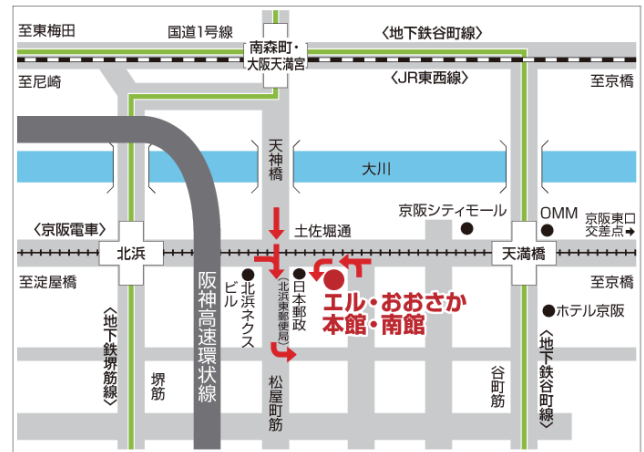 至東梅田
国道1号線
南森町・
大阪天満宮
〈地下鉄谷町線〉
至尼崎
〈JR東西線〉
至京橋
天神橋
大川
京阪シティモール
OMM
京阪東口
交差点
〈京阪電車〉
北浜
土佐堀通
天満橋
至淀屋橋
至京橋
阪神高速環状線
北浜ネクス
ビル
(北浜東郵便局)
日本郵政
エル・おおさか
本館・南館
ホテル京阪
〈地下鉄堺筋線〉
堺筋
松屋町筋
谷町筋
〈地下鉄谷町線〉